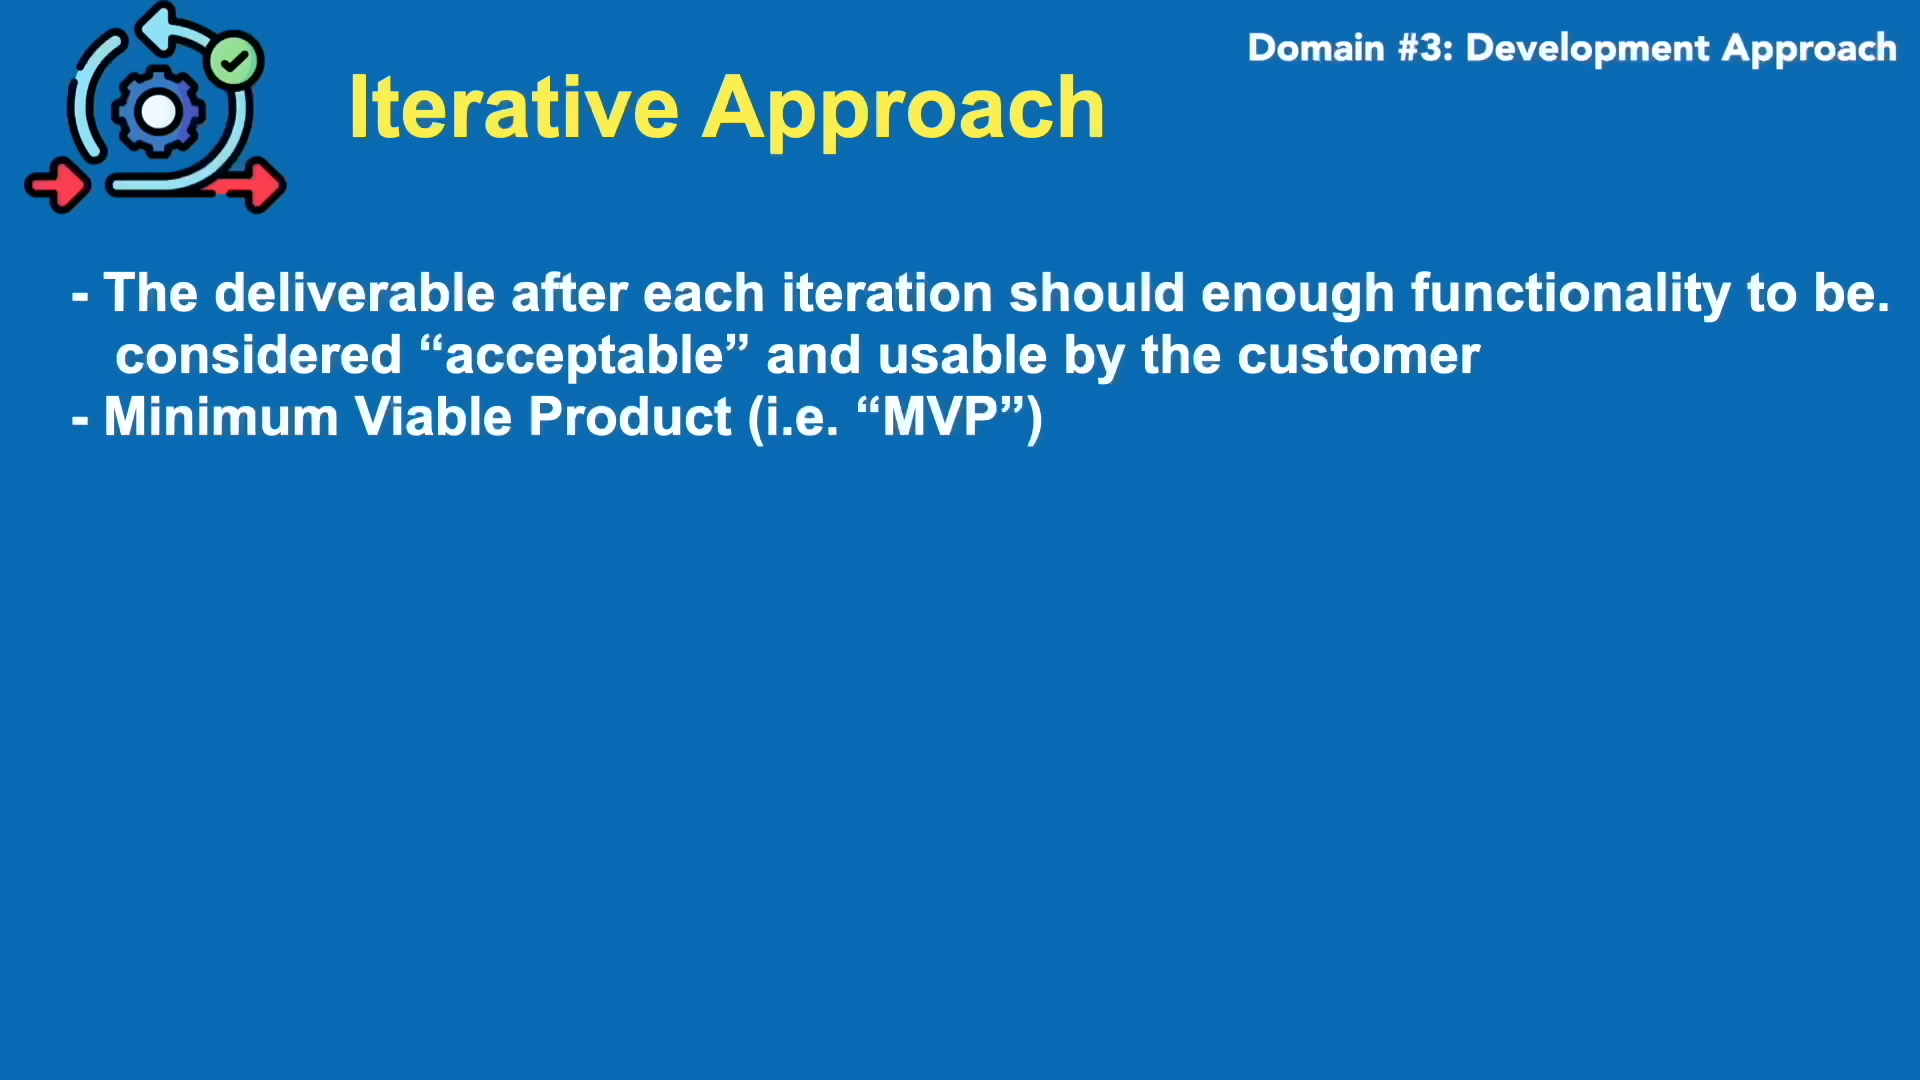 Domain #3: Development Approach
Iterative Approach
- The deliverable after each iteration should enough functionality to be.
considered “acceptable” and usable by the customer
- Minimum Viable Product (i.e. “MVP”)